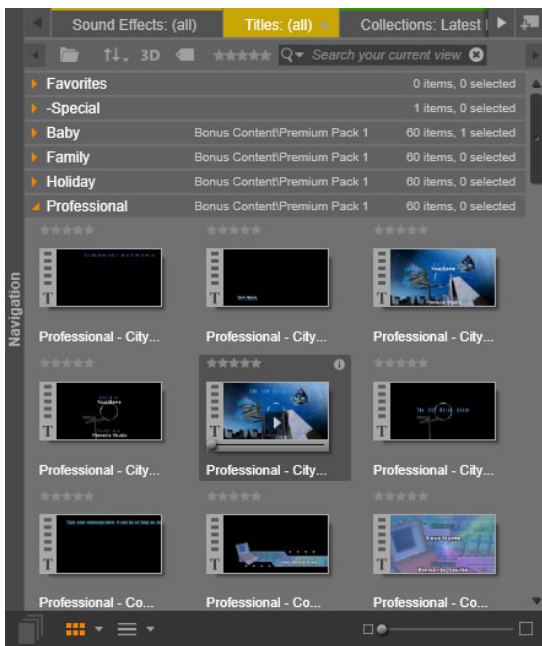 Sound Effects: (all) Titles: (all) × Collections: Latest
3D Search your current view
Favorites 0 items, 0 selected
-Special 1 items, 0 selected
Baby Bonus Content\Premium Pack 1 60 items, 1 selected
Family Bonus Content\Premium Pack 1 60 items, 0 selected
Holiday Bonus Content\Premium Pack 1 60 items, 0 selected
Professional Bonus Content\Premium Pack 1 60 items, 0 selected
Navigation
T T T
Professional - City... Professional - City... Professional - City...
Your Name
T T T
Professional - City... Professional - City... Professional - City...
Your Name
T T T
Professional - Co... Professional - Co... Professional - Co...